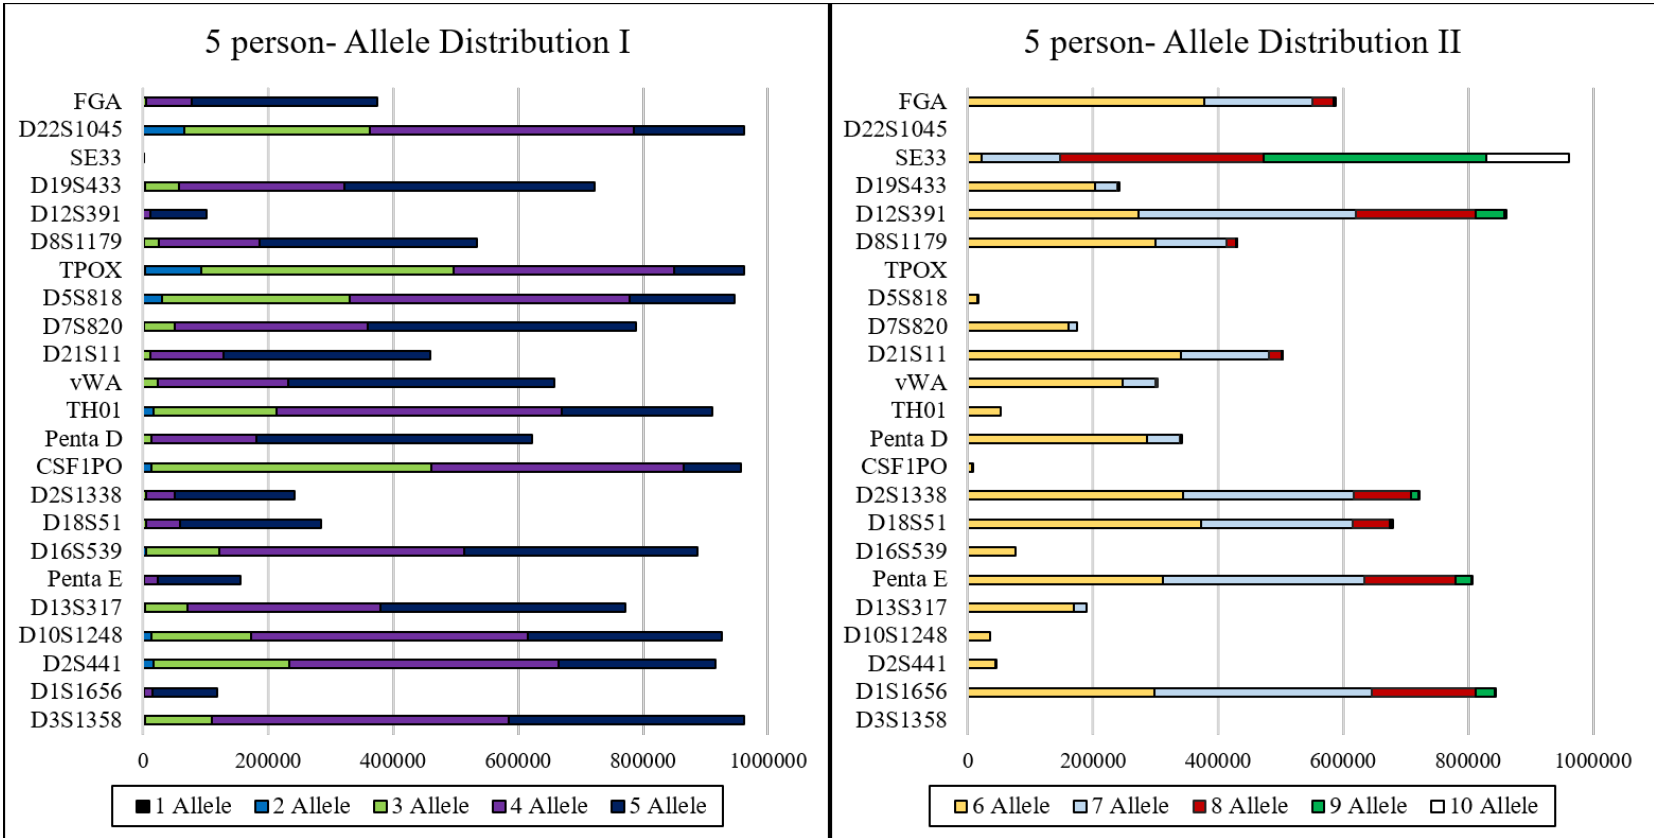 5 person- Allele Distribution I
FGA
D22S1045
SE33
D19S433
D12S391
D8S1179
TPOX
D5S818
D7S820
D21S11
vWA
TH01
Penta D
CSF1PO
D2S1338
D18S51
D16S539
Penta E
D13S317
D10S1248
D2S441
D1S1656
D3S1358
0 200000 400000 600000 800000 1000000
1 Allele 2 Allele 3 Allele 4 Allele 5 Allele
5 person- Allele Distribution II
FGA
D22S1045
SE33
D19S433
D12S391
D8S1179
TPOX
D5S818
D7S820
D21S11
vWA
TH01
Penta D
CSF1PO
D2S1338
D18S51
D16S539
Penta E
D13S317
D10S1248
D2S441
D1S1656
D3S1358
0 200000 400000 600000 800000 1000000
6 Allele 7 Allele 8 Allele 9 Allele 10 Allele